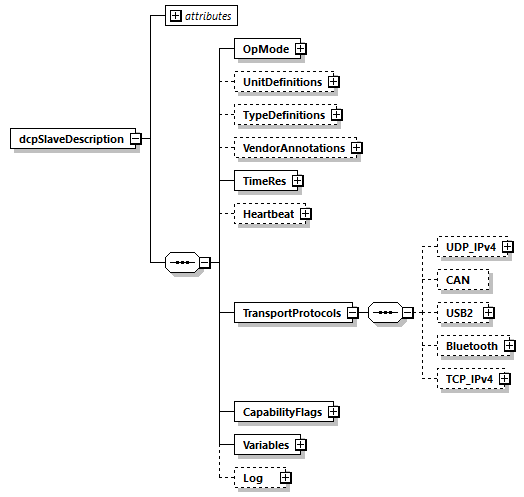 attributes
OpMode
UnitDefinitions
TypeDefinitions
dcpSlaveDescription
VendorAnnotations
TimeRes
Heartbeat
UDP_IPv4
CAN
TransportProtocols
USB2
Bluetooth
TCP_IPv4
CapabilityFlags
Variables
Log